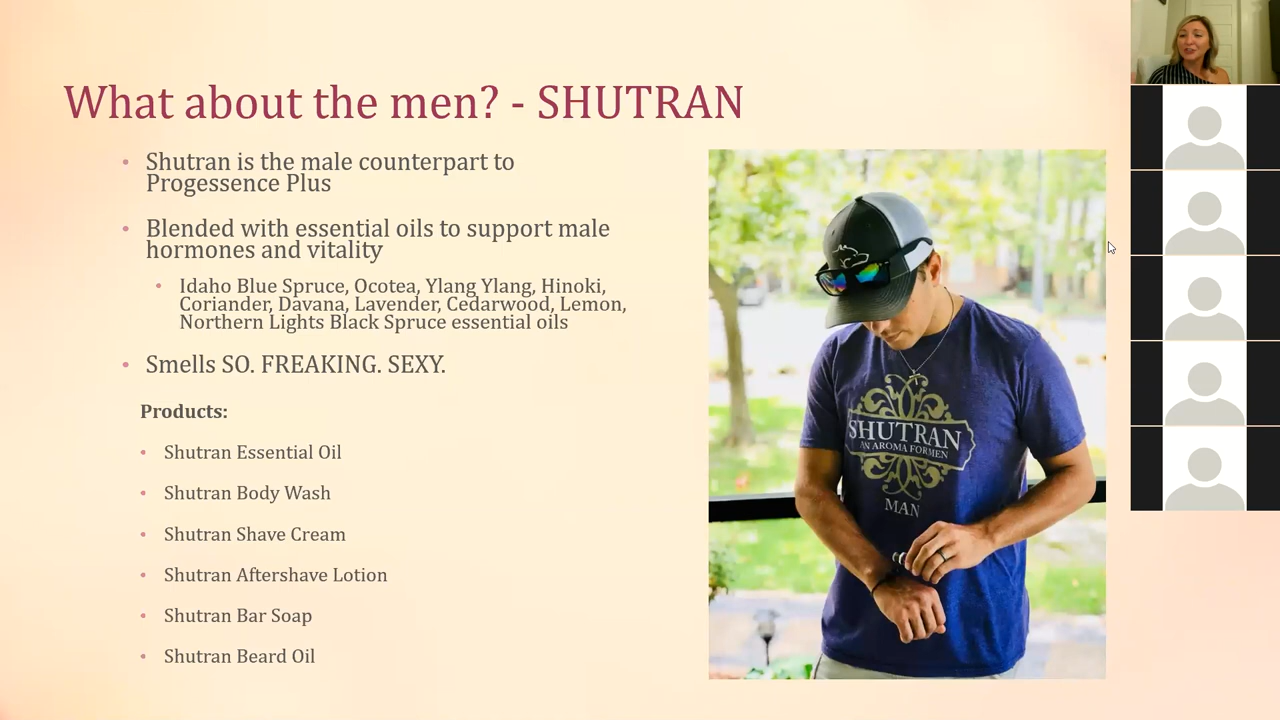 What about the men? - SHUTRAN
Shutran is the male counterpart to
Progessence Plus
Blended with essential oils to support male
hormones and vitality
Idaho Blue Spruce, Ocotea, Ylang Ylang, Hinoki,
Coriander, Davana, Lavender, Cedarwood, Lemon,
Northern Lights Black Spruce essential oils
Smells SO. FREAKING. SEXY.
Products:
Shutran Essential Oil
Shutran Body Wash
Shutran Shave Cream
Shutran Aftershave Lotion
Shutran Bar Soap
Shutran Beard Oil
SHUTRAN
AN AROMA FOR MEN
MAN